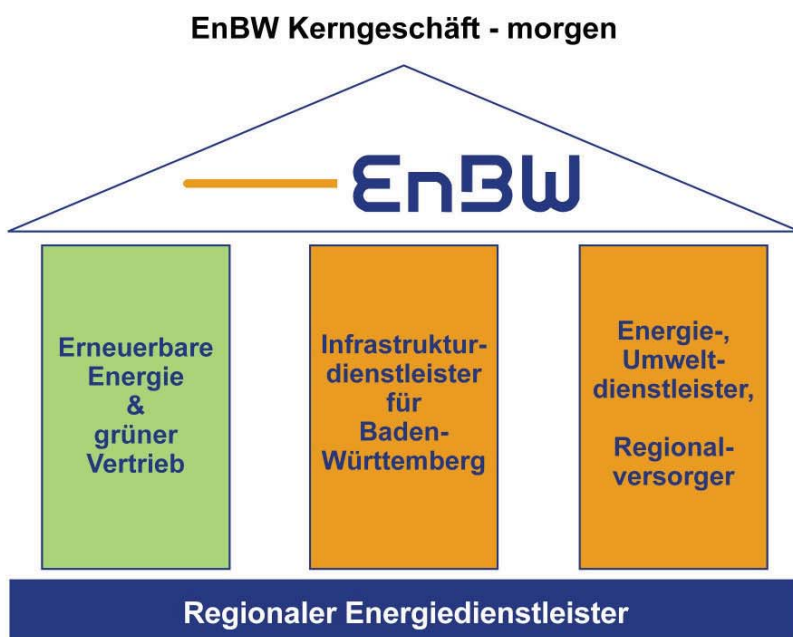 EnBW Kerngeschäft - morgen
EnBW
Erneuerbare
Energie
&
grüner
Vertrieb
Infrastruktur-
dienstleister
für
Baden-
Württemberg
Energie-,
Umwelt-
dienstleister,
Regional-
versorger
Regionaler Energiedienstleister